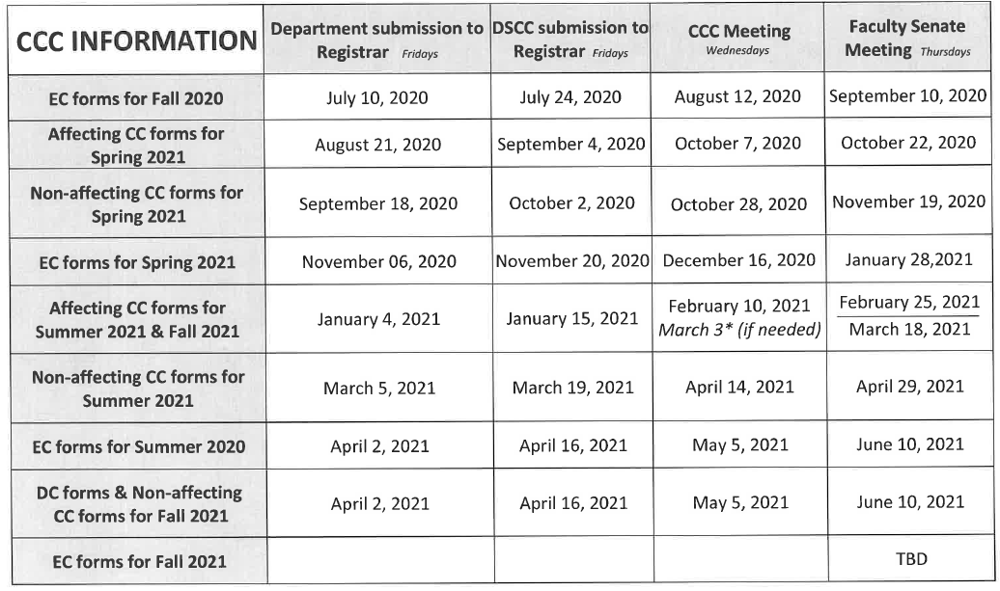 CCC INFORMATION
Department submission to
Registrar Fridays
DSCC submission to
Registrar Fridays
CCC Meeting
Wednesdays
Faculty Senate
Meeting Thursdays
EC forms for Fall 2020
July 10, 2020
July 24, 2020
August 12, 2020
September 10, 2020
Affecting CC forms for
Spring 2021
August 21, 2020
September 4, 2020
October 7, 2020
October 22, 2020
Non-affecting CC forms for
Spring 2021
September 18, 2020
October 2, 2020
October 28, 2020
November 19, 2020
EC forms for Spring 2021
November 06, 2020
November 20, 2020
December 16, 2020
January 28,2021
Affecting CC forms for
Summer 2021 & Fall 2021
January 4, 2021
January 15, 2021
February 10, 2021
March 3* (if needed)
February 25, 2021
March 18, 2021
Non-affecting CC forms for
Summer 2021
March 5, 2021
March 19, 2021
April 14, 2021
April 29, 2021
EC forms for Summer 2020
April 2, 2021
April 16, 2021
May 5, 2021
June 10, 2021
DC forms & Non-affecting
CC forms for Fall 2021
April 2, 2021
April 16, 2021
May 5, 2021
June 10, 2021
EC forms for Fall 2021
TBD